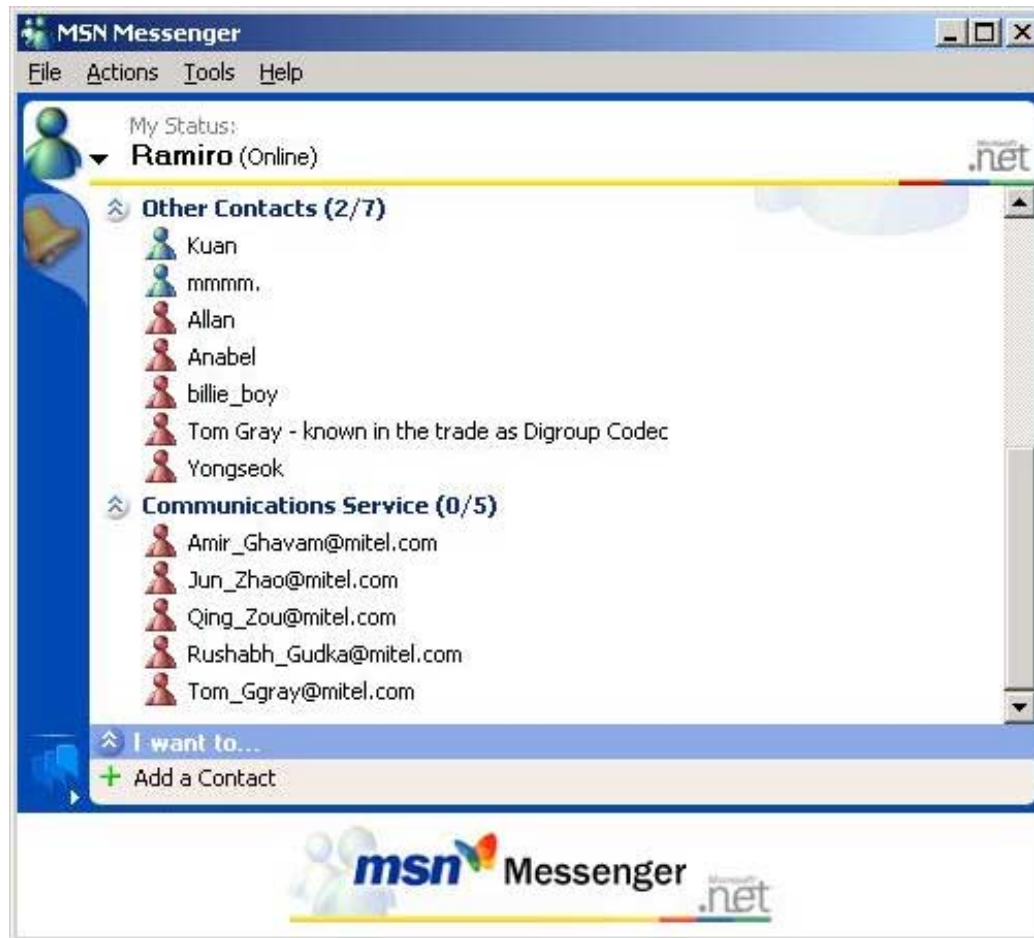 MSN Messenger
File Actions Tools Help
My Status:
Ramiro (Online)
Microsoft
.net
Other Contacts (2/7)
Kuan
mmmm.
Allan
Anabel
billie_boy
Tom Gray - known in the trade as Digroup Codec
Yongseok
Communications Service (0/5)
Amir_Ghavam@mitel.com
Jun_Zhao@mitel.com
Qing_Zou@mitel.com
Rushabh_Gudka@mitel.com
Tom_Ggray@mitel.com
I want to...
Add a Contact
msn Messenger
Microsoft
.net